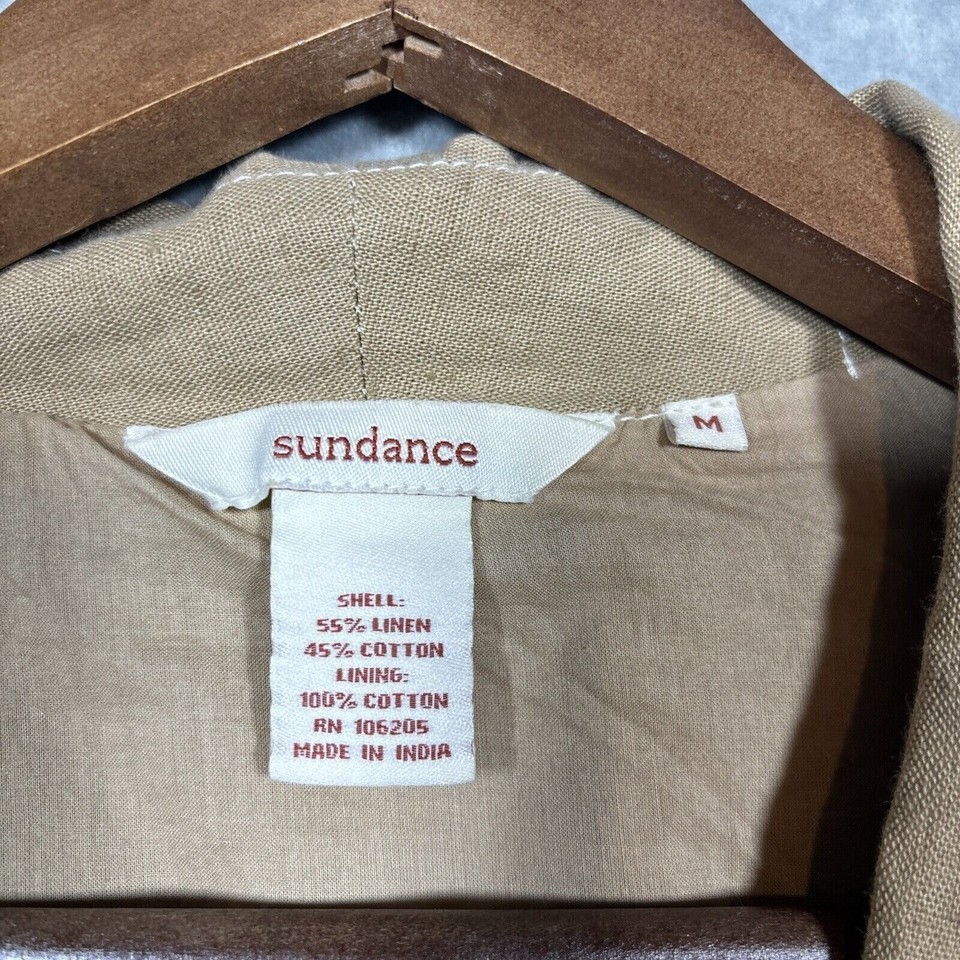 sundance
M
SHELL:
55% LINEN
45% COTTON
LINING:
100% COTTON
RN 106205
MADE IN INDIA